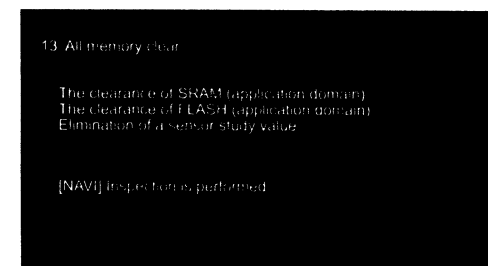 13. All memory clear
The clearance of SRAM (application domain)
The clearance of FLASH (application domain)
Elimination of a sensor study value
[NAVI] Inspection is performed